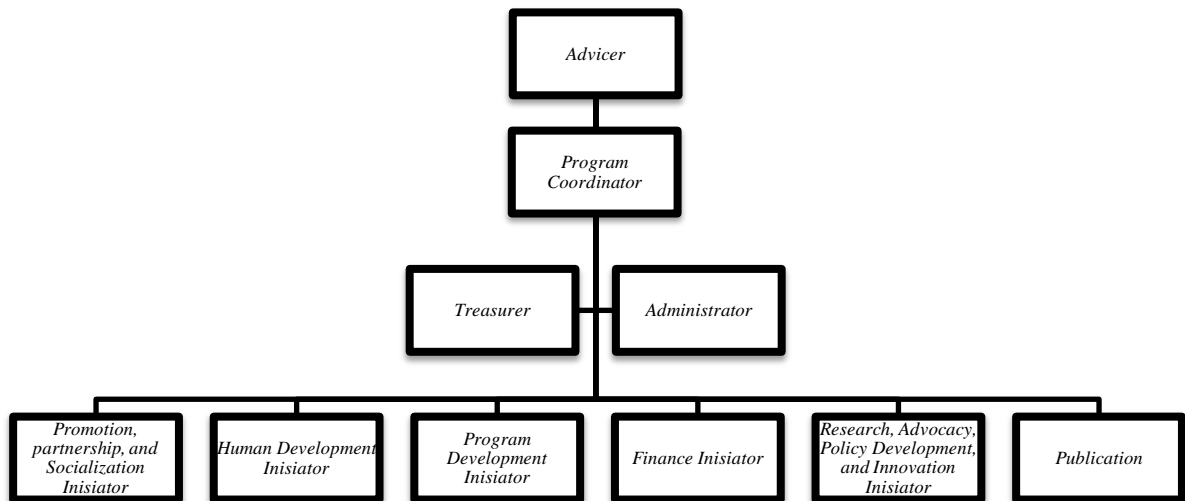 Advicer
Program
Coordinator
Treasurer
Administrator
Promotion,
partnership, and
Socialization
Inisiator
Human Development
Inisiator
Program
Development
Inisiator
Finance Inisiator
Research, Advocacy,
Policy Development,
and Innovation
Inisiator
Publication